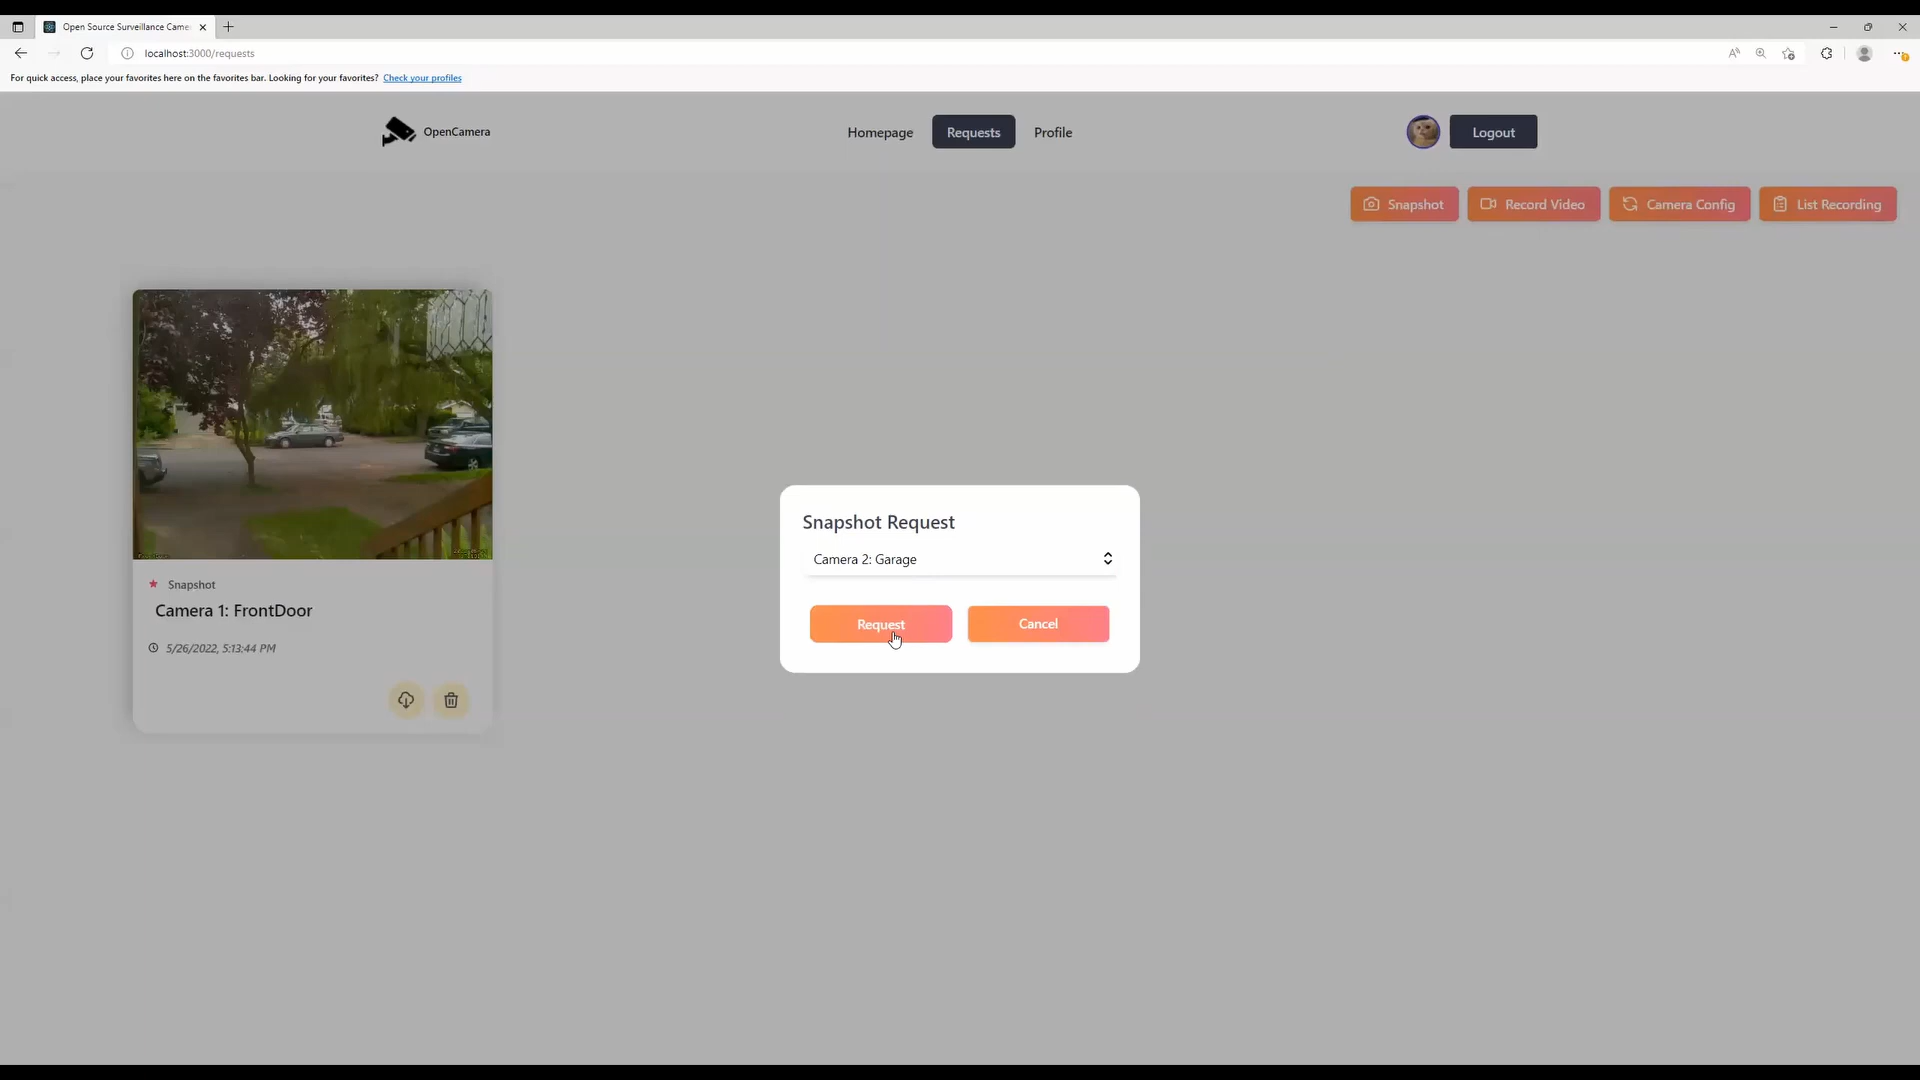 Open Source Surveillance Came
localhost:3000/requests
For quick access, place your favorites here on the favorites bar. Looking for your favorites? Check your profiles
OpenCamera
Homepage
Requests
Profile
Logout
Snapshot
Record Video
Camera Config
List Recording
Snapshot Request
Camera 2: Garage
Request
Cancel
Snapshot
Camera 1: FrontDoor
5/26/2022, 5:13:44 PM